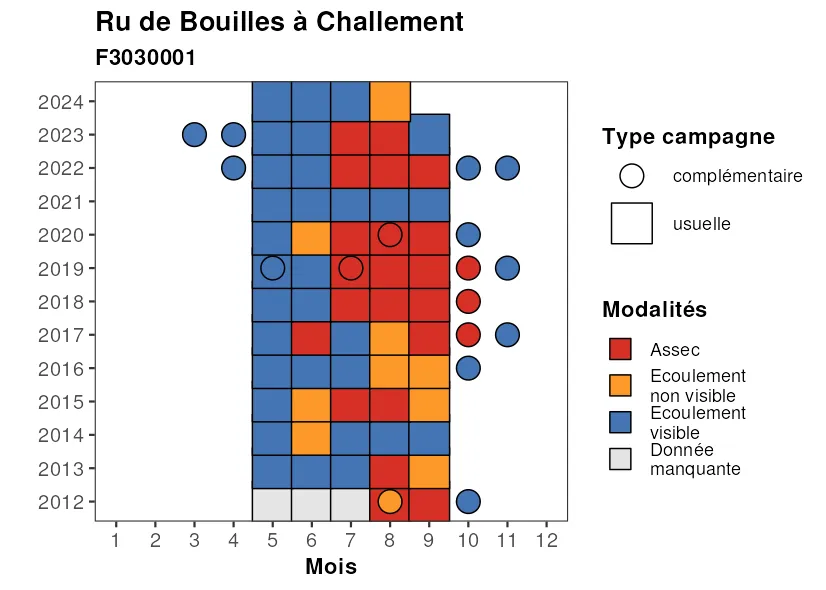 Ru de Bouilles à Challement
F3030001
2024
2023
2022
2021
2020
2019
2018
2017
2016
2015
2014
2013
2012
1 2 3 4 5 6 7 8 9 10 11 12
Mois
Type campagne
complémentaire
usuelle
Modalités
Assec
Ecoulement
non visible
Ecoulement
visible
Donnée
manquante